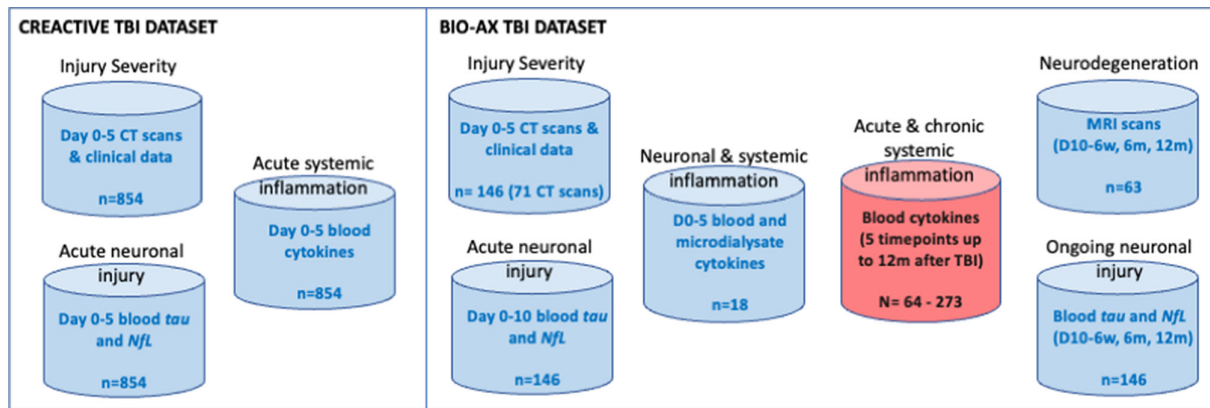 CREACTIVE TBI DATASET
Injury Severity
Day 0-5 CT scans
& clinical data
n=854
Acute neuronal
injury
Day 0-5 blood tau
and NfL
n=854
Acute systemic
inflammation
Day 0-5 blood
cytokines
n=854
BIO-AX TBI DATASET
Injury Severity
Day 0-5 CT scans &
clinical data
n= 146 (71 CT scans)
Acute neuronal
injury
Day 0-10 blood tau
and NfL
n=146
Neuronal & systemic
inflammation
D0-5 blood and
microdialysate
cytokines
n=18
Acute & chronic
systemic
inflammation
Blood cytokines
(5 timepoints up
to 12m after TBI)
N= 64 - 273
Neurodegeneration
MRI scans
(D10-6w, 6m, 12m)
n=63
Ongoing neuronal
injury
Blood tau and NfL
(D10-6w, 6m, 12m)
n=146